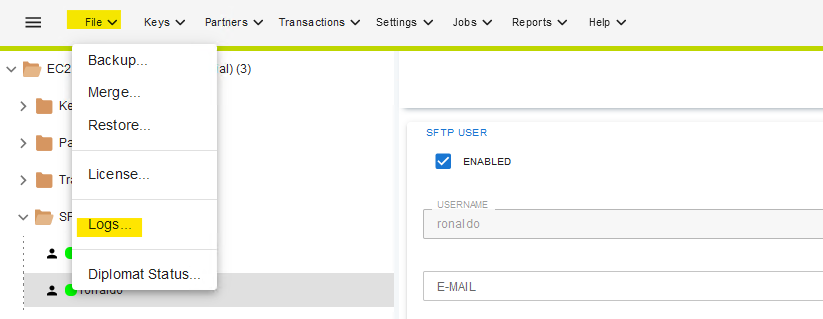 File Keys Partners Transactions Settings Jobs Reports Help
Backup...
EC2 al) (3)
Merge...
Ke
Restore...
SFTP USER
ENABLED
Pa
License...
Tra
USERNAME
Logs...
SF
ronaldo
Diplomat Status...
E-MAIL
ronaldo